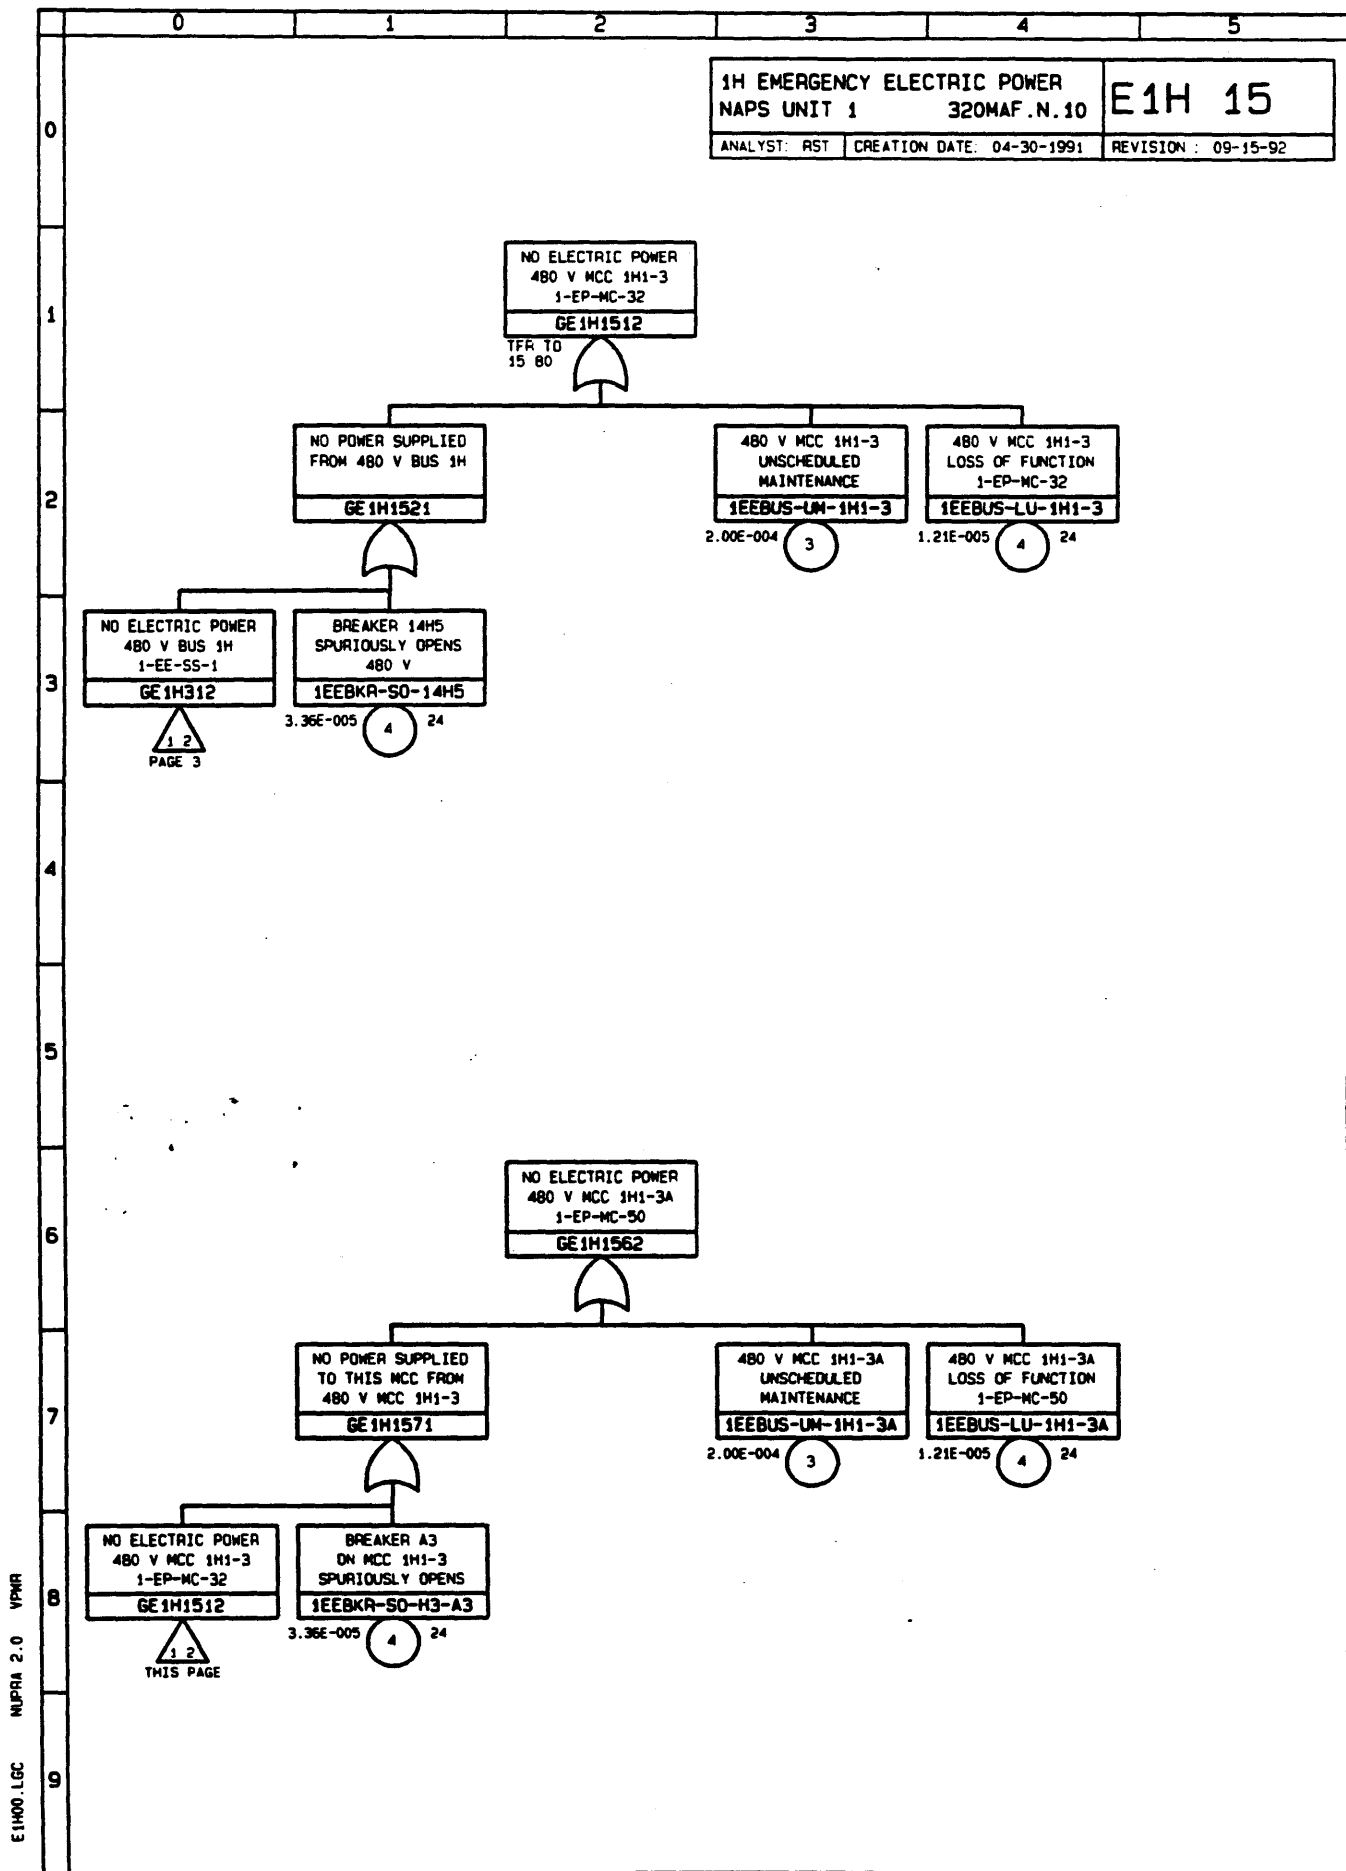 0 1 2 3 4 5
1H EMERGENCY ELECTRIC POWER
NAPS UNIT 1 320MAF.N.10
E1H 15
ANALYST: RST CREATION DATE: 04-30-1991 REVISION : 09-15-92
0
NO ELECTRIC POWER
480 V MCC 1H1-3
1-EP-MC-32
GE1H1512
TFR TO
15 80
1
NO POWER SUPPLIED
FROM 480 V BUS 1H
GE1H1521
480 V MCC 1H1-3
UNSCHEDULED
MAINTENANCE
1EEBUS-UM-1H1-3
2.00E-004 3
480 V MCC 1H1-3
LOSS OF FUNCTION
1-EP-MC-32
1EEBUS-LU-1H1-3
1.21E-005 4 24
2
NO ELECTRIC POWER
480 V BUS 1H
1-EE-SS-1
GE1H312
1 2
PAGE 3
BREAKER 14H5
SPURIOUSLY OPENS
480 V
1EEBKR-SO-14H5
3.36E-005 4 24
3
4
5
NO ELECTRIC POWER
480 V MCC 1H1-3A
1-EP-MC-50
GE1H1562
6
NO POWER SUPPLIED
TO THIS MCC FROM
480 V MCC 1H1-3
GE1H1571
480 V MCC 1H1-3A
UNSCHEDULED
MAINTENANCE
1EEBUS-UM-1H1-3A
2.00E-004 3
480 V MCC 1H1-3A
LOSS OF FUNCTION
1-EP-MC-50
1EEBUS-LU-1H1-3A
1.21E-005 4 24
7
NO ELECTRIC POWER
480 V MCC 1H1-3
1-EP-MC-32
GE1H1512
1 2
THIS PAGE
BREAKER A3
ON MCC 1H1-3
SPURIOUSLY OPENS
1EEBKR-SO-H3-A3
3.36E-005 4 24
8
9
E1H00.LGC NUPRA 2.0 VPWR